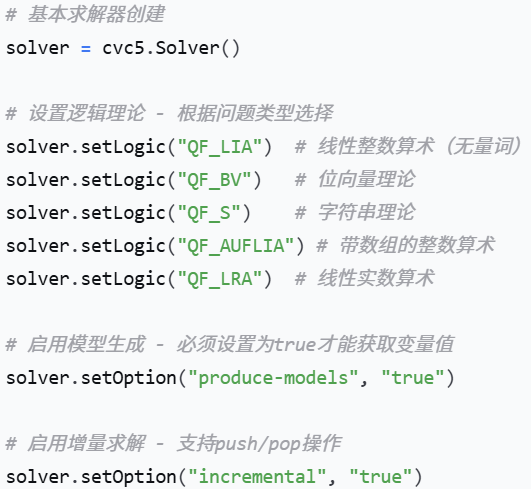 # 基本求解器创建
solver = cvc5.Solver()
# 设置逻辑理论 - 根据问题类型选择
solver.setLogic("QF_LIA")  # 线性整数算术（无量词）
solver.setLogic("QF_BV")   # 位向量理论
solver.setLogic("QF_S")    # 字符串理论
solver.setLogic("QF_AUFLIA") # 带数组的整数算术
solver.setLogic("QF_LRA")  # 线性实数算术
# 启用模型生成 - 必须设置为true才能获取变量值
solver.setOption("produce-models", "true")
# 启用增量求解 - 支持push/pop操作
solver.setOption("incremental", "true")